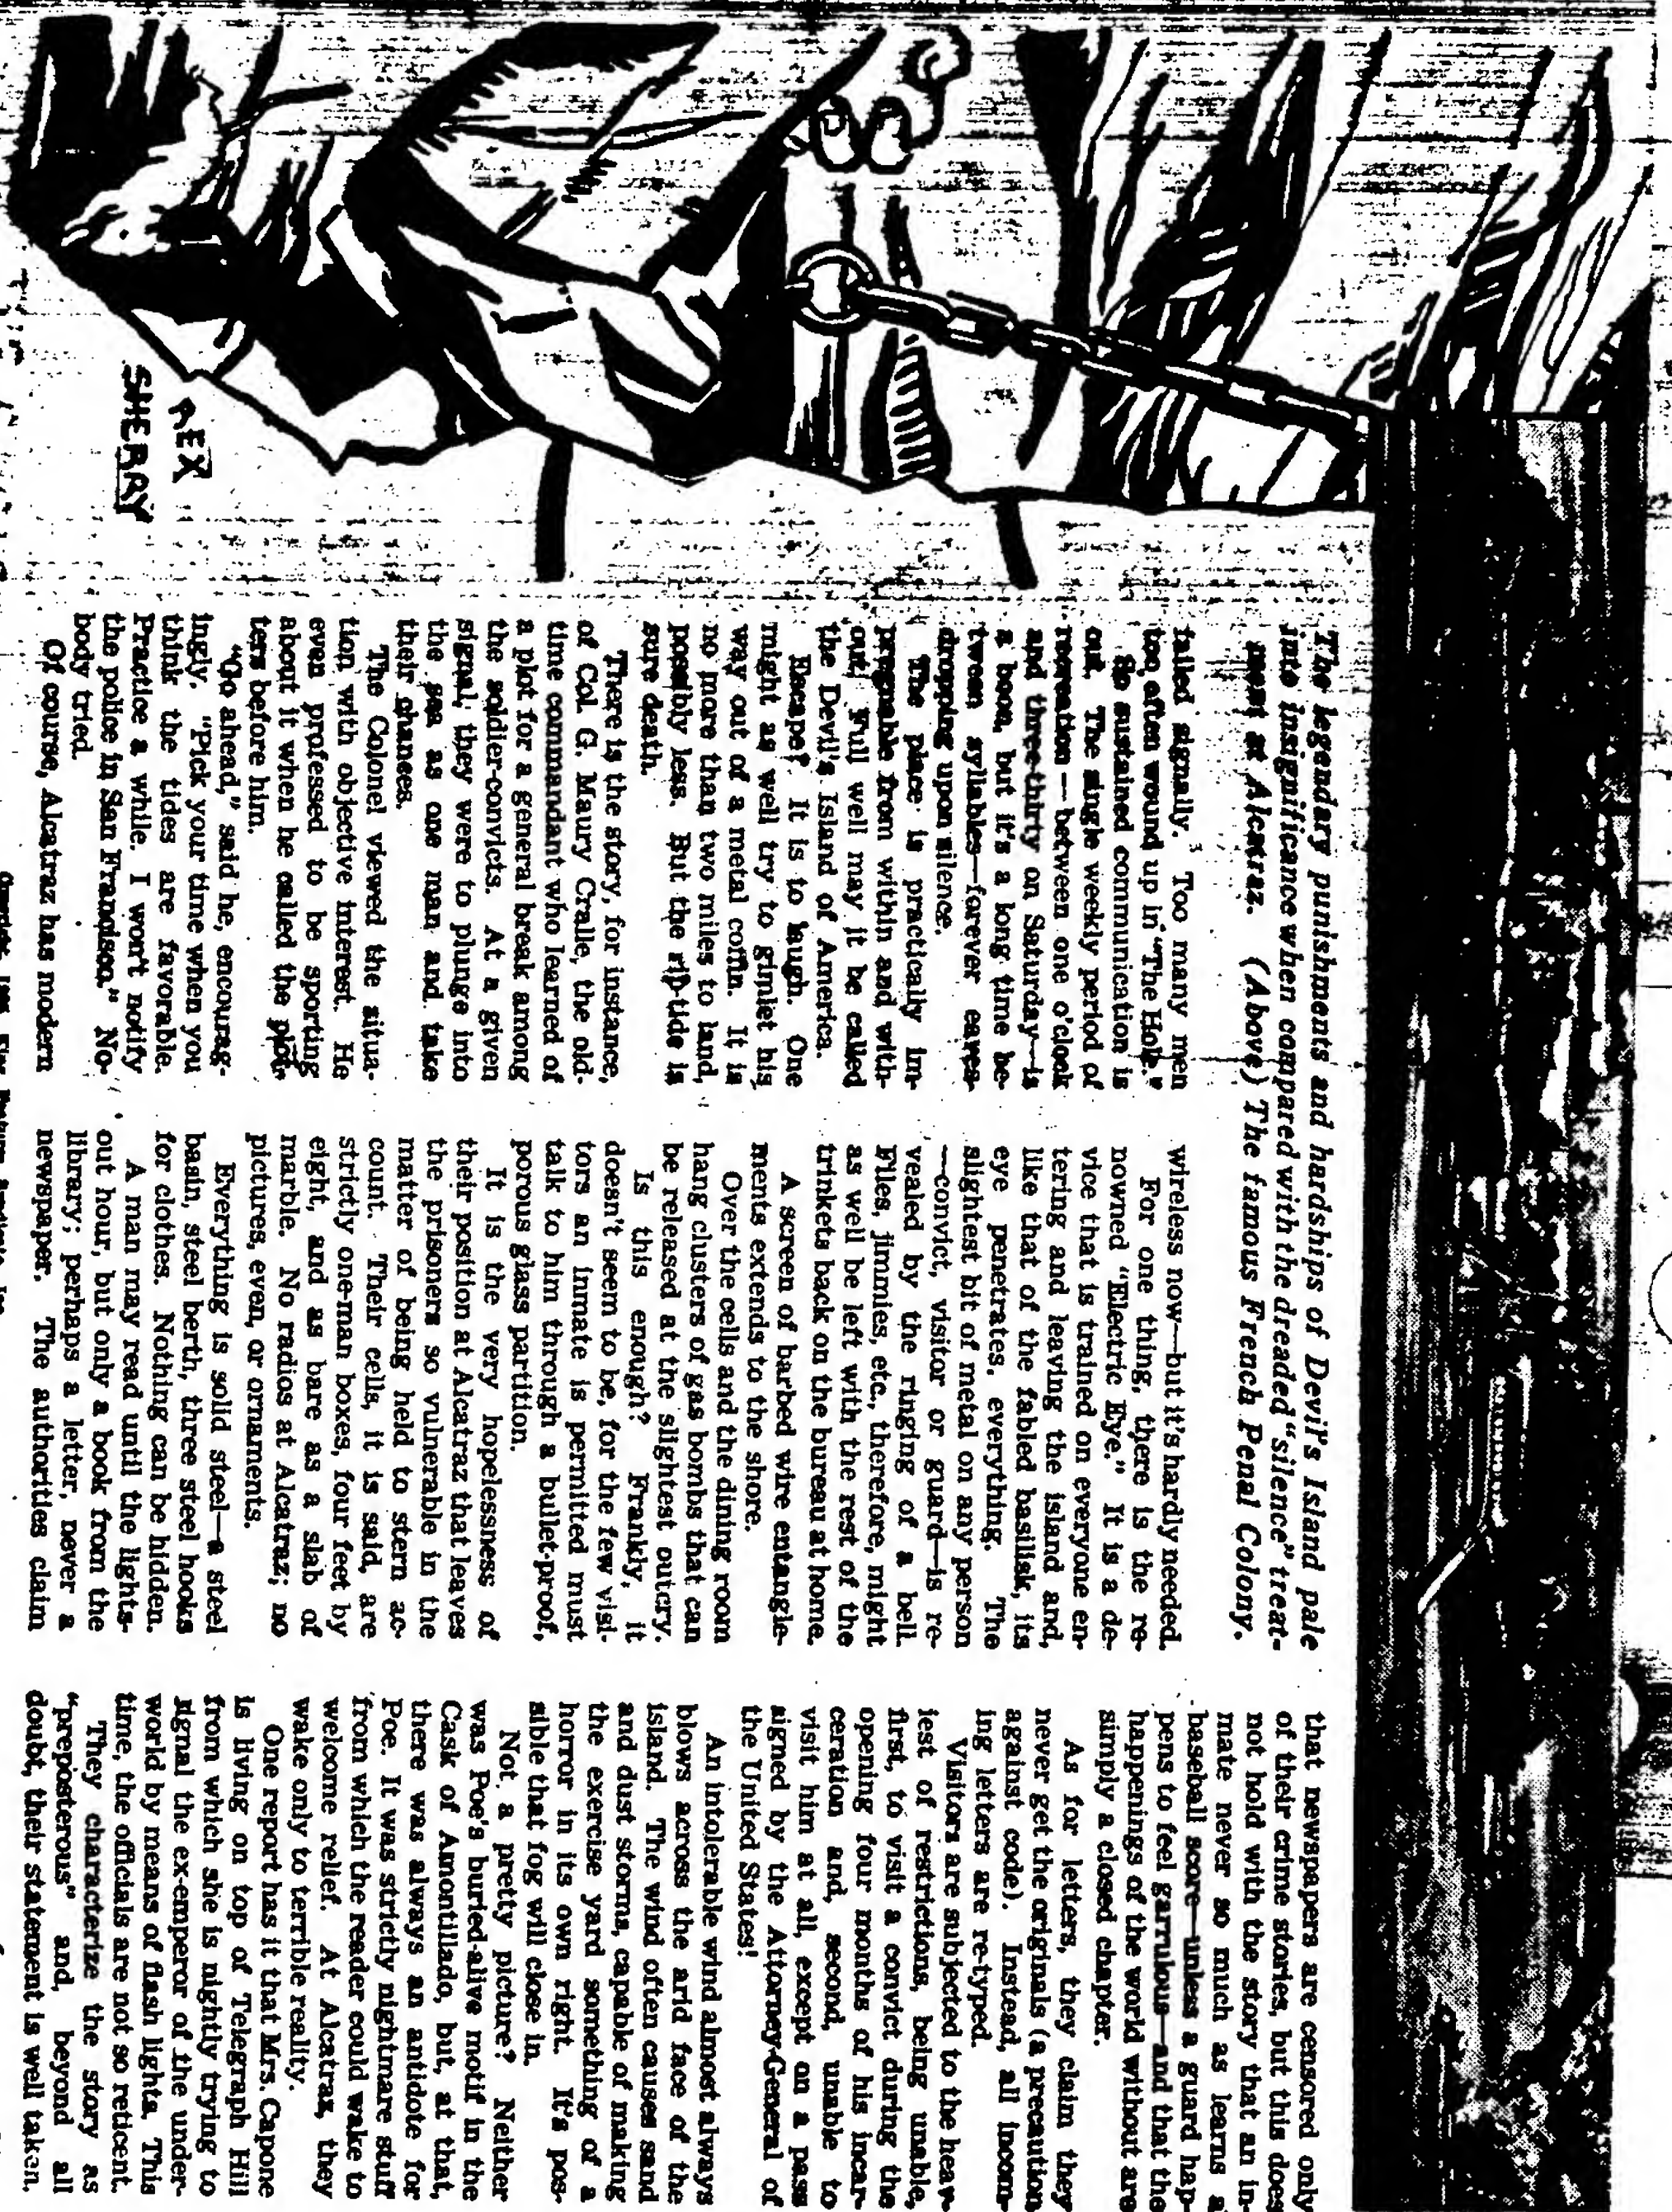 REX
SHERRY
The legendary punishments and hardships of Devil's Island pale
into insignificance when compared with the dreaded "silence" treat-
ment at Alcatraz. (Above) The famous French Penal Colony.
failed signally. Too many men
too often wound up in "The Hole."
So sustained communication is
out. The single weekly period of
recreation—between one o'clock
and three-thirty on Saturday—is
a boon, but it's a long time be-
tween syllables—forever eaves-
dropping upon silence.
The place is practically im-
pregnable from within and with-
out. Full well may it be called
the Devil's Island of America.
Escape? It is to laugh. One
might as well try to gimlet his
way out of a metal coffin. It is
no more than two miles to land,
possibly less. But the rip-tide is
sure death.
There is the story, for instance,
of Col. G. Maury Cralle, the old-
time commandant who learned of
a plot for a general break among
the soldier-convicts. At a given
signal, they were to plunge into
the sea as one man and take
their chances.
The Colonel viewed the situa-
tion with objective interest. He
even professed to be sporting
about it when he called the plot-
ters before him.
"Go ahead," said he, encourag-
ingly. "Pick your time when you
think the tides are favorable.
Practice a while. I won't notify
the police in San Francisco." No-
body tried.
Of course, Alcatraz has modern
wireless now—but it's hardly needed.
For one thing, there is the re-
nowned "Electric Eye." It is a de-
vice that is trained on everyone en-
tering and leaving the island and,
like that of the fabled basilisk, its
eye penetrates everything. The
slightest bit of metal on any person
—convict, visitor or guard—is re-
vealed by the ringing of a bell.
Files, jimmies, etc., therefore, might
as well be left with the rest of the
trinkets back on the bureau at home.
A screen of barbed wire entangle-
ments extends to the shore.
Over the cells and the dining room
hang clusters of gas bombs that can
be released at the slightest outcry.
Is this enough? Frankly, it
doesn't seem to be, for the few visi-
tors an inmate is permitted must
talk to him through a bullet-proof,
porous glass partition.
It is the very hopelessness of
their position at Alcatraz that leaves
the prisoners so vulnerable in the
matter of being held to stern ac-
count. Their cells, it is said, are
strictly one-man boxes, four feet by
eight, and as bare as a slab of
marble. No radios at Alcatraz; no
pictures, even, or ornaments.
Everything is solid steel—a steel
basin, steel berth, three steel hooks
for clothes. Nothing can be hidden.
A man may read until the lights-
out hour, but only a book from the
library; perhaps a letter, never a
newspaper. The authorities claim
that newspapers are censored only
of their crime stories, but this does
not hold with the story that an in-
mate never so much as learns a
baseball score—unless a guard hap-
pens to feel garrulous—and that the
happenings of the world without are
simply a closed chapter.
As for letters, they claim they
never get the originals (a precaution
against code). Instead, all incom-
ing letters are re-typed.
Visitors are subjected to the heav-
iest of restrictions, being unable,
first, to visit a convict during the
opening four months of his incar-
ceration and, second, unable to
visit him at all, except on a pass
signed by the Attorney-General of
the United States!
An intolerable wind almost always
blows across the arid face of the
island. The wind often causes sand
and dust storms, capable of making
the exercise yard something of a
horror in its own right. It's pos-
sible that fog will close in.
Not a pretty picture? Neither
was Poe's buried-alive motif in the
Cask of Amontillado, but, at that,
there was always an antidote for
Poe. It was strictly nightmare stuff
from which the reader could wake to
welcome relief. At Alcatraz, they
wake only to terrible reality.
One report has it that Mrs. Capone
is living on top of Telegraph Hill
from which she is nightly trying to
signal the ex-emperor of the under-
world by means of flash lights. This
time, the officials are not so reticent.
They characterize the story as
"preposterous" and, beyond all
doubt, their statement is well taken.